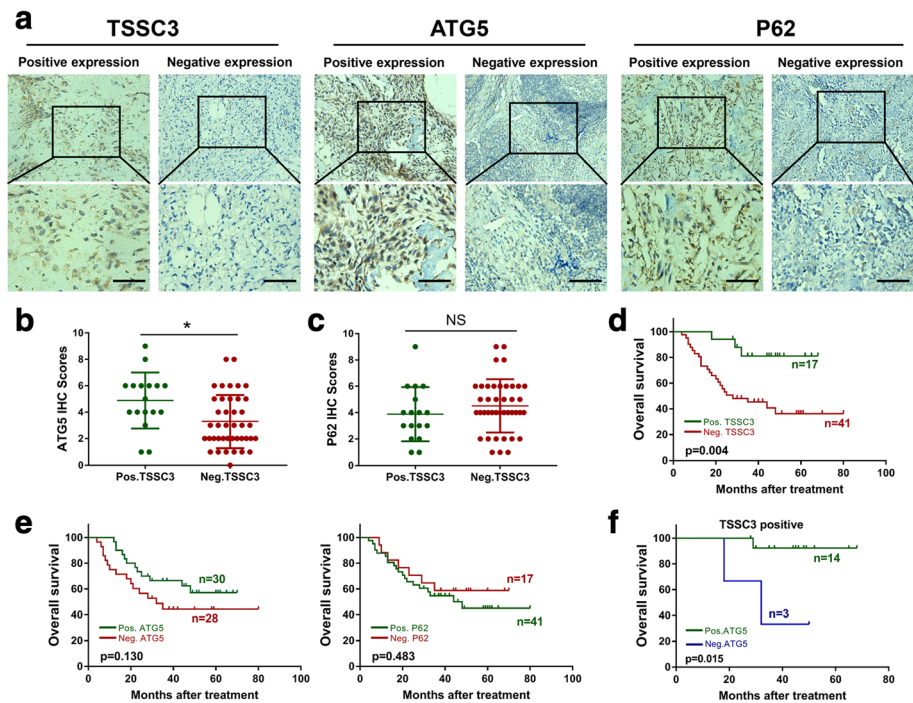 a
TSSC3 ATG5 P62
Positive expression Negative expression Positive expression Negative expression Positive expression Negative expression
b
ATG5 IHC Scores
10
8
6
4
2
0
*
Pos.TSSC3 Neg.TSSC3
c
P62 IHC Scores
10
8
6
4
2
0
NS
Pos.TSSC3 Neg.TSSC3
d
Overall survival
100
80
60
40
20
0
n=17
n=41
Pos. TSSC3
Neg. TSSC3
p=0.004
0 20 40 60 80 100
Months after treatment
e
Overall survival
100
80
60
40
20
0
n=30
n=28
Pos. ATG5
Neg. ATG5
p=0.130
0 20 40 60 80 100
Months after treatment
Overall survival
100
80
60
40
20
0
n=17
n=41
Pos. P62
Neg. P62
p=0.483
0 20 40 60 80 100
Months after treatment
f
TSSC3 positive
Overall survival
100
80
60
40
20
0
n=14
n=3
Pos.ATG5
Neg.ATG5
p=0.015
0 20 40 60 80
Months after treatment